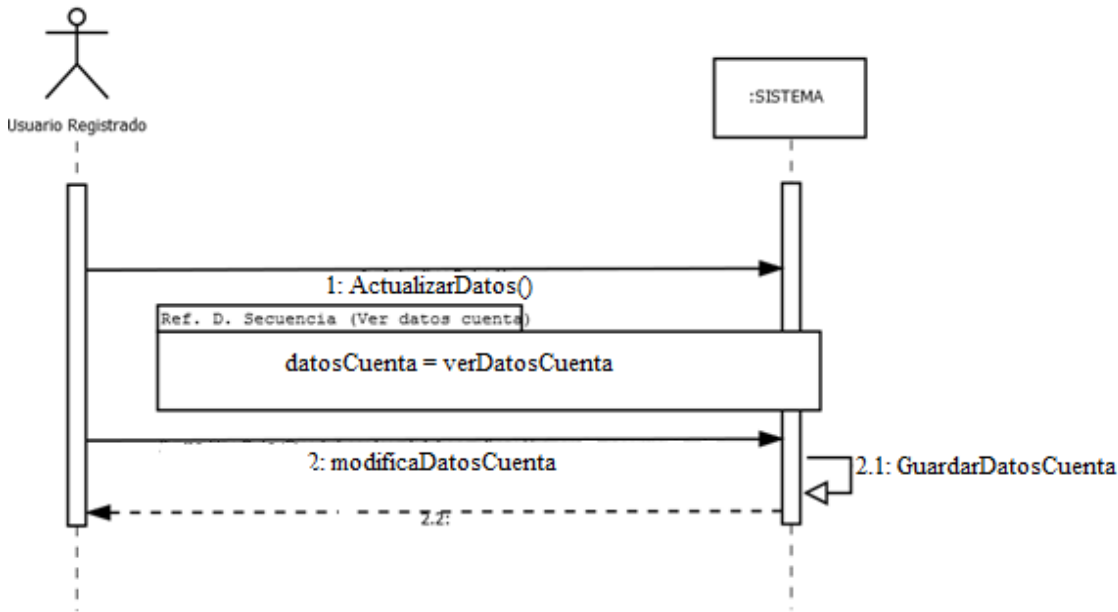 Usuario Registrado
:SISTEMA
1: ActualizarDatos()
Ref. D. Secuencia (Ver datos cuenta)
datosCuenta = verDatosCuenta
2: modificaDatosCuenta
2.1: GuardarDatosCuenta
2.2: